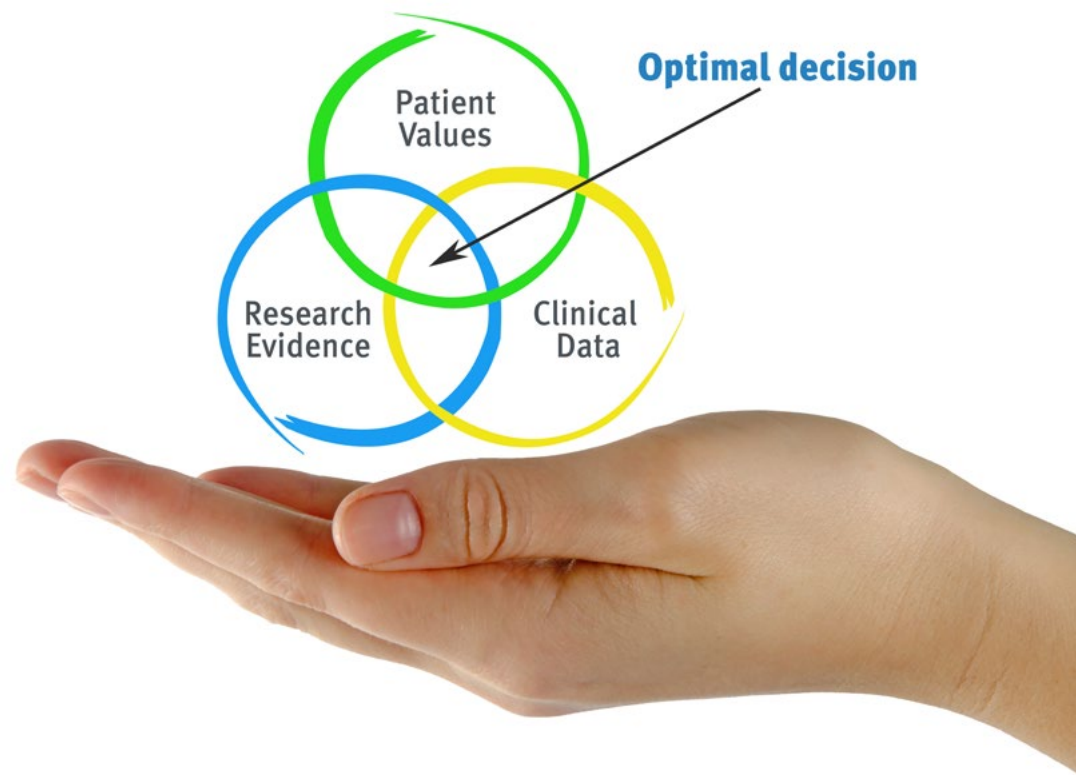 Optimal decision
Patient
Values
Research
Evidence
Clinical
Data